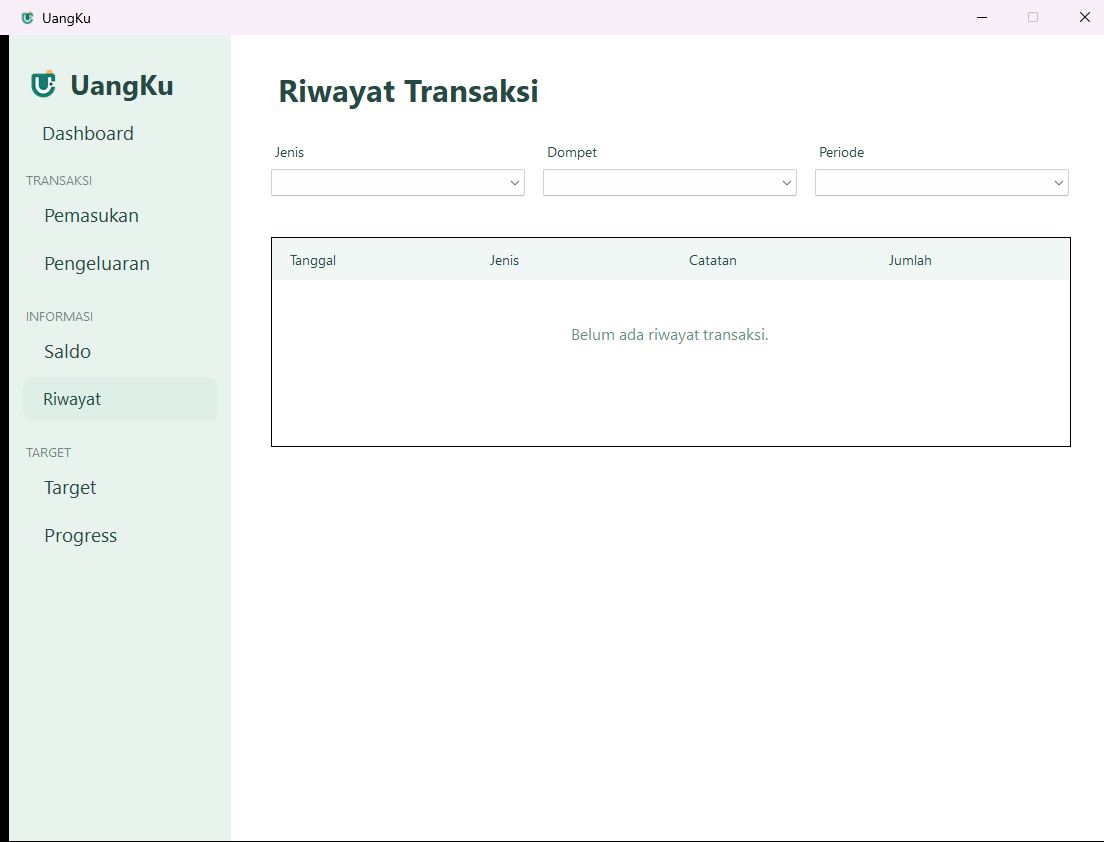 UangKu
UangKu
Dashboard
TRANSAKSI
Pemasukan
Pengeluaran
INFORMASI
Saldo
Riwayat
TARGET
Target
Progress
Riwayat Transaksi
Jenis Dompet Periode
Tanggal Jenis Catatan Jumlah
Belum ada riwayat transaksi.